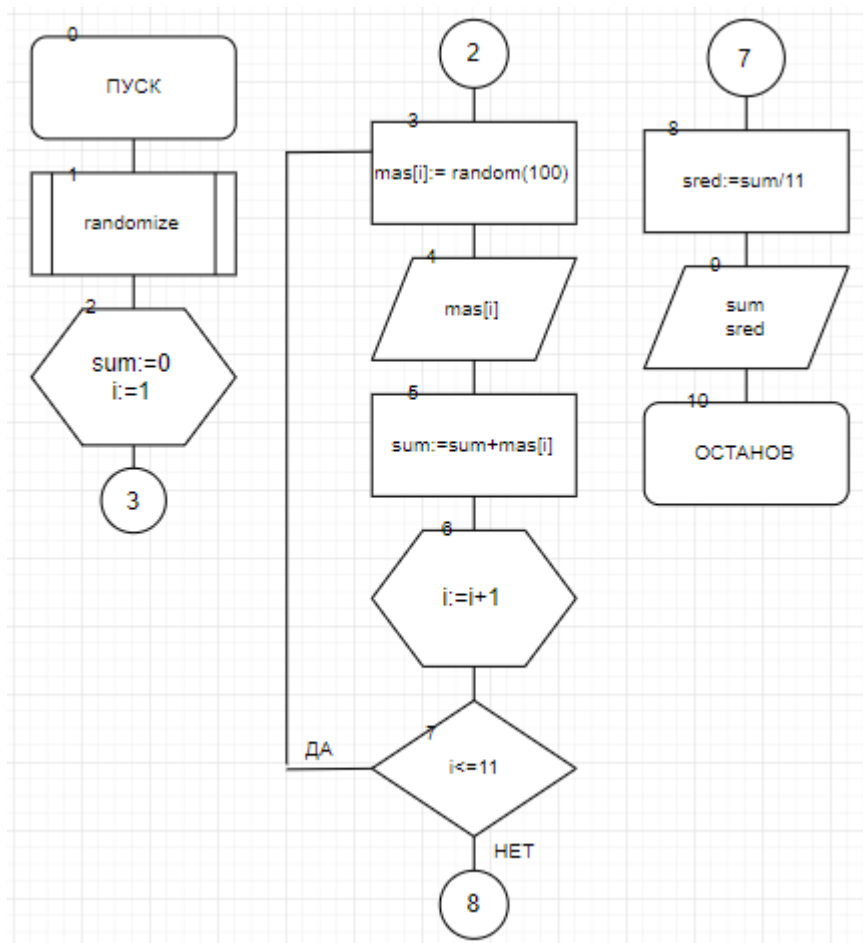 0
ПУСК
1
randomize
2
sum:=0
i:=1
3
2
3
mas[i]:= random(100)
4
mas[i]
5
sum:=sum+mas[i]
6
i:=i+1
7
i<=11
ДА
НЕТ
8
7
8
sred:=sum/11
9
sum
sred
10
ОСТАНОВ